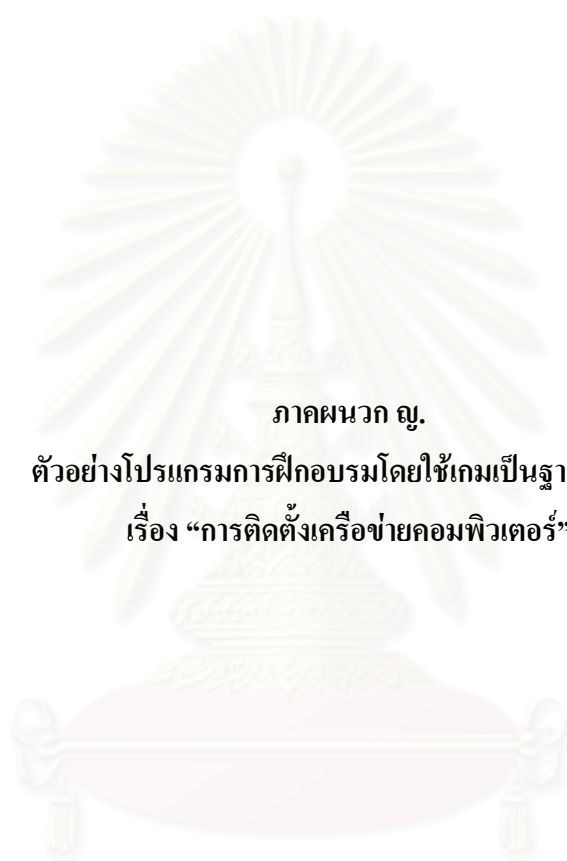 ภาคผนวก ญ.
ตัวอย่างโปรแกรมการฝึกอบรมโดยใช้เกมเป็นฐา
เรื่อง “การติดตั้งเครือข่ายคอมพิวเตอร์”